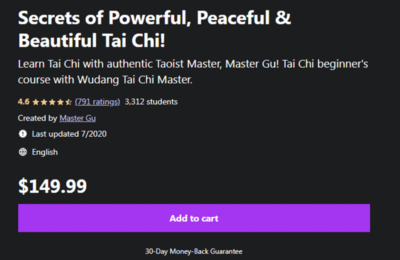 Secrets of Powerful, Peaceful &
Beautiful Tai Chi!
Learn Tai Chi with authentic Taoist Master, Master Gu! Tai Chi beginner's
course with Wudang Tai Chi Master.
4.6 (791 ratings) 3,312 students
Created by Master Gu
Last updated 7/2020
English
$149.99
Add to cart
30-Day Money-Back Guarantee